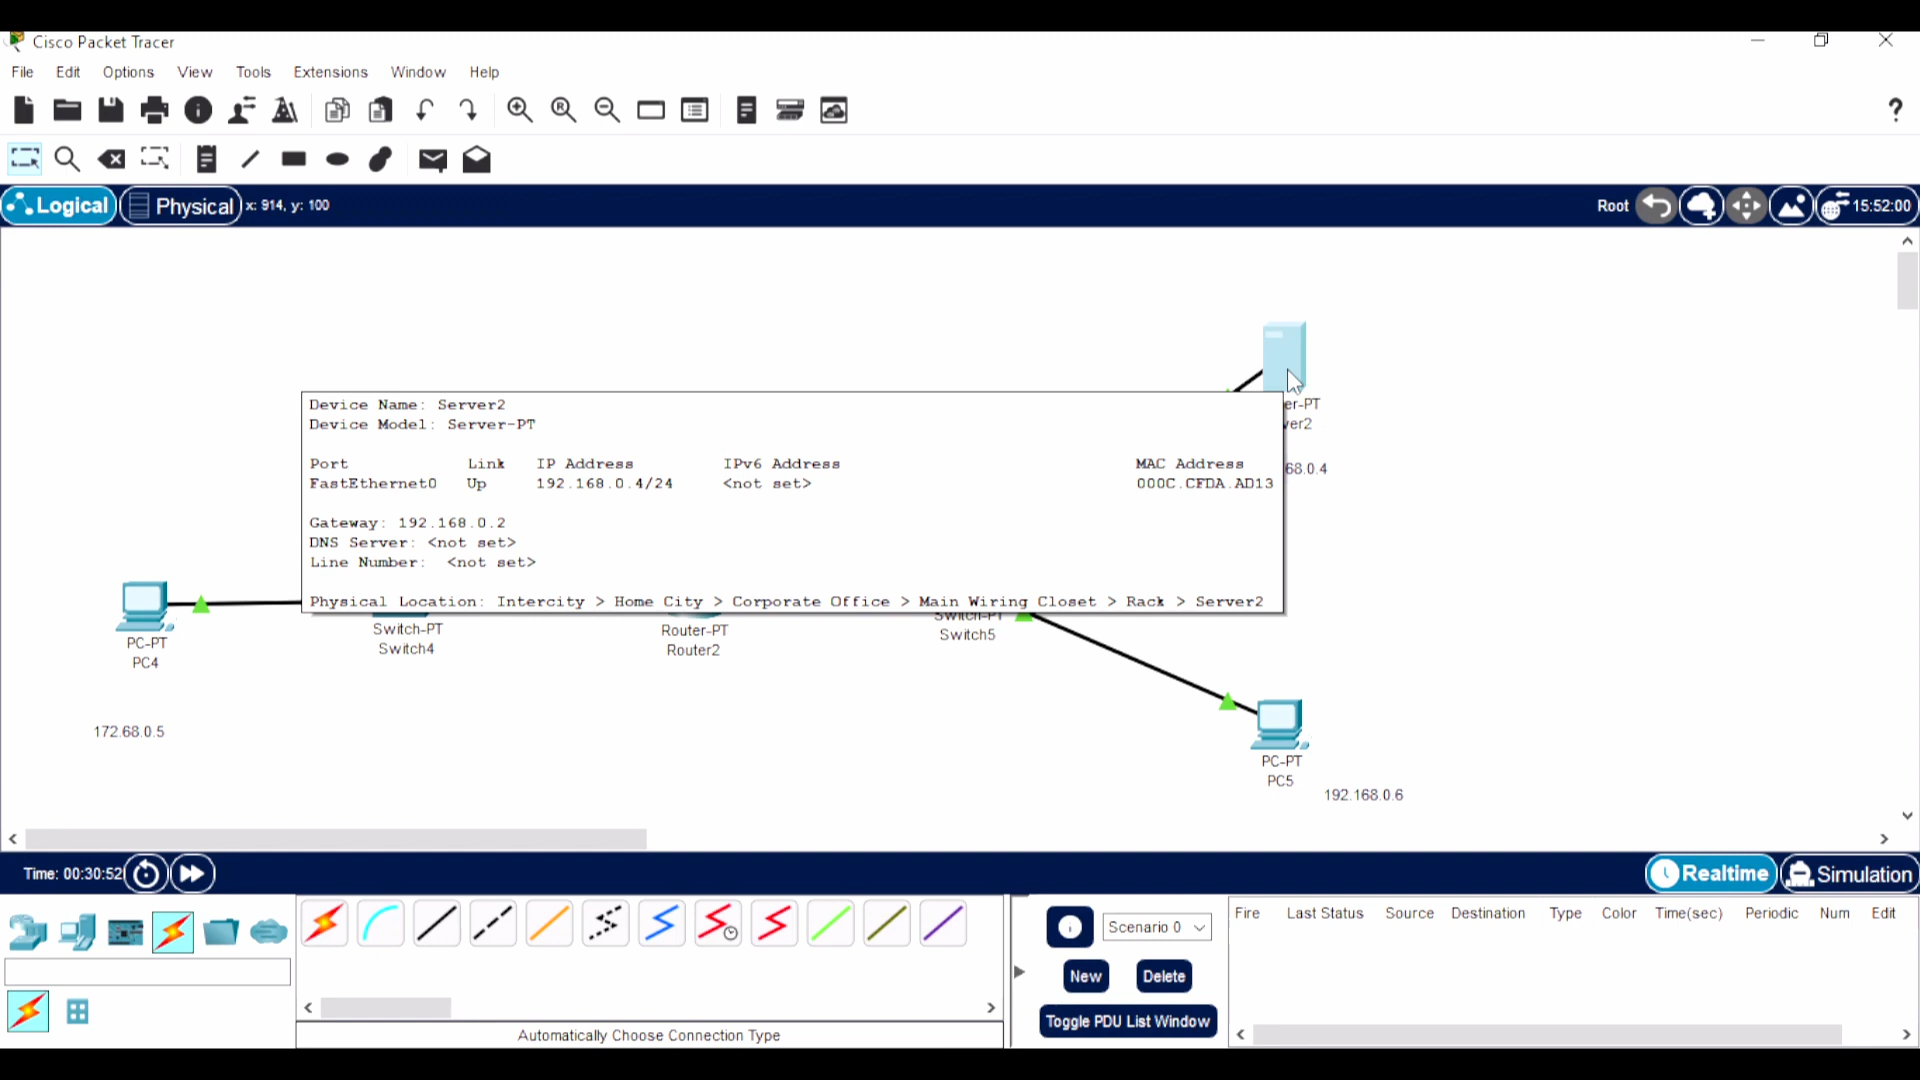 Cisco Packet Tracer
File Edit Options View Tools Extensions Window Help
Logical Physical x: 914, y: 100 Root 15:52:00
Device Name: Server2
Device Model: Server-PT
Port Link IP Address IPv6 Address MAC Address
FastEthernet0 Up 192.168.0.4/24 <not set> 000C.CFDA.AD13
Gateway: 192.168.0.2
DNS Server: <not set>
Line Number: <not set>
Physical Location: Intercity > Home City > Corporate Office > Main Wiring Closet > Rack > Server2
er-PT
ver2
68.0.4
PC-PT
PC4
172.68.0.5
Switch-PT
Switch4
Router-PT
Router2
Switch-PT
Switch5
PC-PT
PC5
192.168.0.6
Time: 00:30:52 Realtime Simulation
Scenario 0
New Delete
Toggle PDU List Window
Fire Last Status Source Destination Type Color Time(sec) Periodic Num Edit
Automatically Choose Connection Type